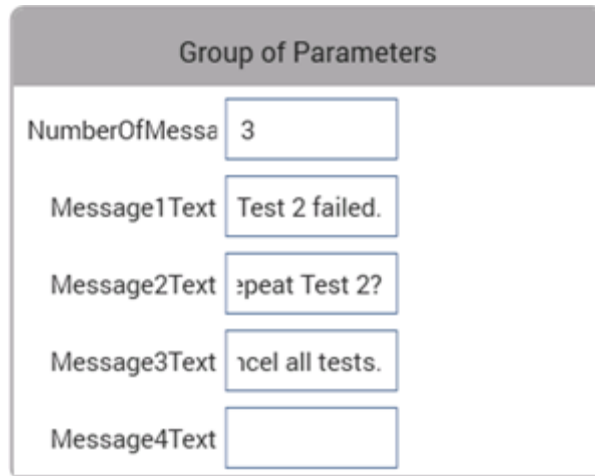 Group of Parameters
NumberOfMessa 3
Message1Text Test 2 failed.
Message2Text epeat Test 2?
Message3Text ncel all tests.
Message4Text